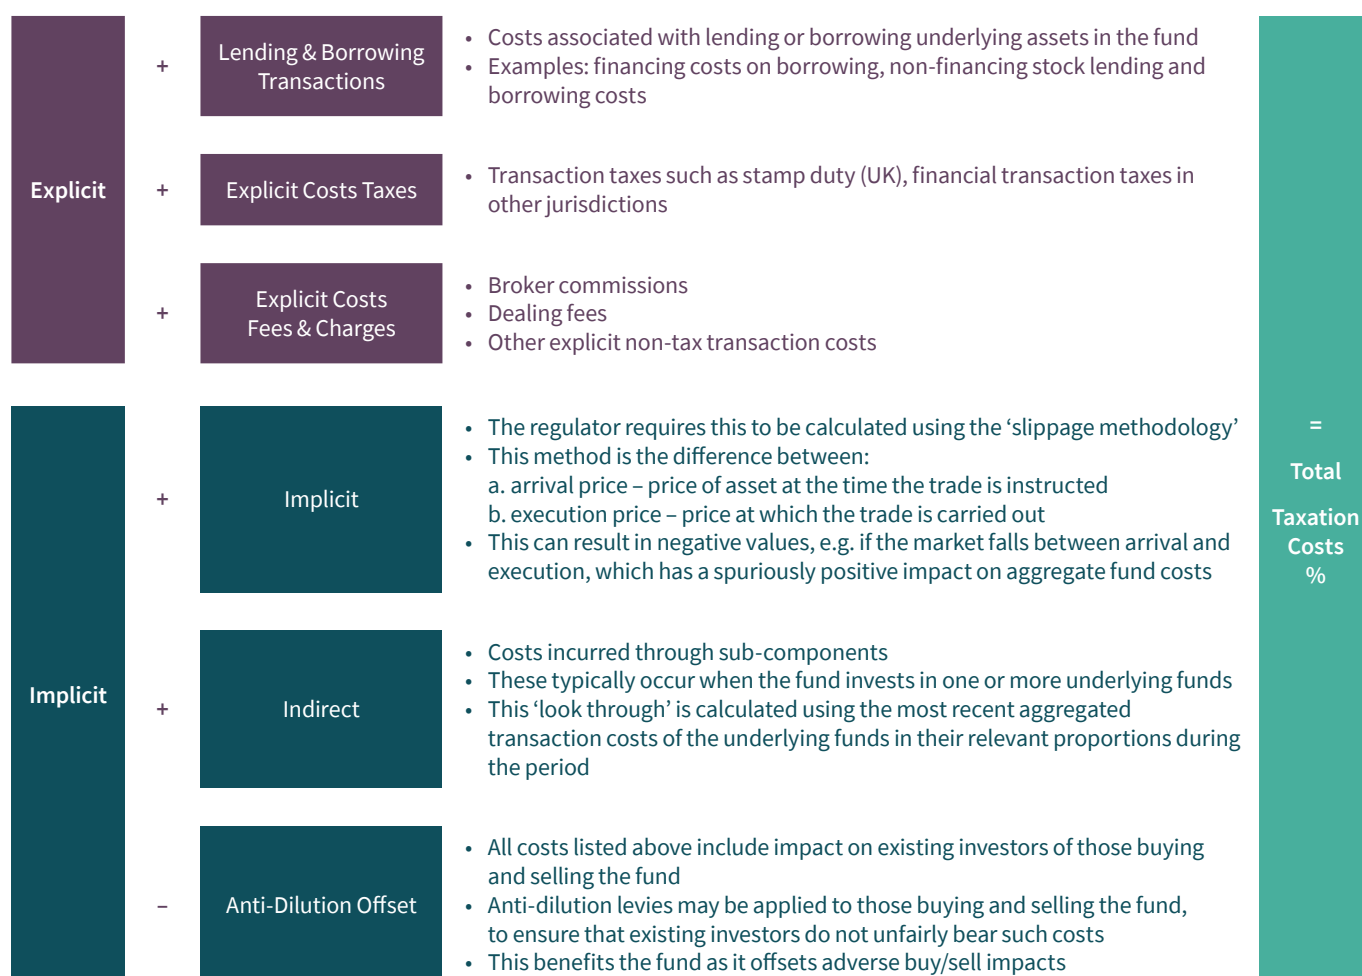 Explicit
+
Lending & Borrowing
Transactions
• Costs associated with lending or borrowing underlying assets in the fund
• Examples: financing costs on borrowing, non-financing stock lending and
borrowing costs
+
Explicit Costs Taxes
• Transaction taxes such as stamp duty (UK), financial transaction taxes in
other jurisdictions
+
Explicit Costs
Fees & Charges
• Broker commissions
• Dealing fees
• Other explicit non-tax transaction costs
Implicit
+
Implicit
• The regulator requires this to be calculated using the ‘slippage methodology’
• This method is the difference between:
a. arrival price – price of asset at the time the trade is instructed
b. execution price – price at which the trade is carried out
• This can result in negative values, e.g. if the market falls between arrival and
execution, which has a spuriously positive impact on aggregate fund costs
+
Indirect
• Costs incurred through sub-components
• These typically occur when the fund invests in one or more underlying funds
• This ‘look through’ is calculated using the most recent aggregated
transaction costs of the underlying funds in their relevant proportions during
the period
–
Anti-Dilution Offset
• All costs listed above include impact on existing investors of those buying
and selling the fund
• Anti-dilution levies may be applied to those buying and selling the fund,
to ensure that existing investors do not unfairly bear such costs
• This benefits the fund as it offsets adverse buy/sell impacts
=
Total
Taxation
Costs
%